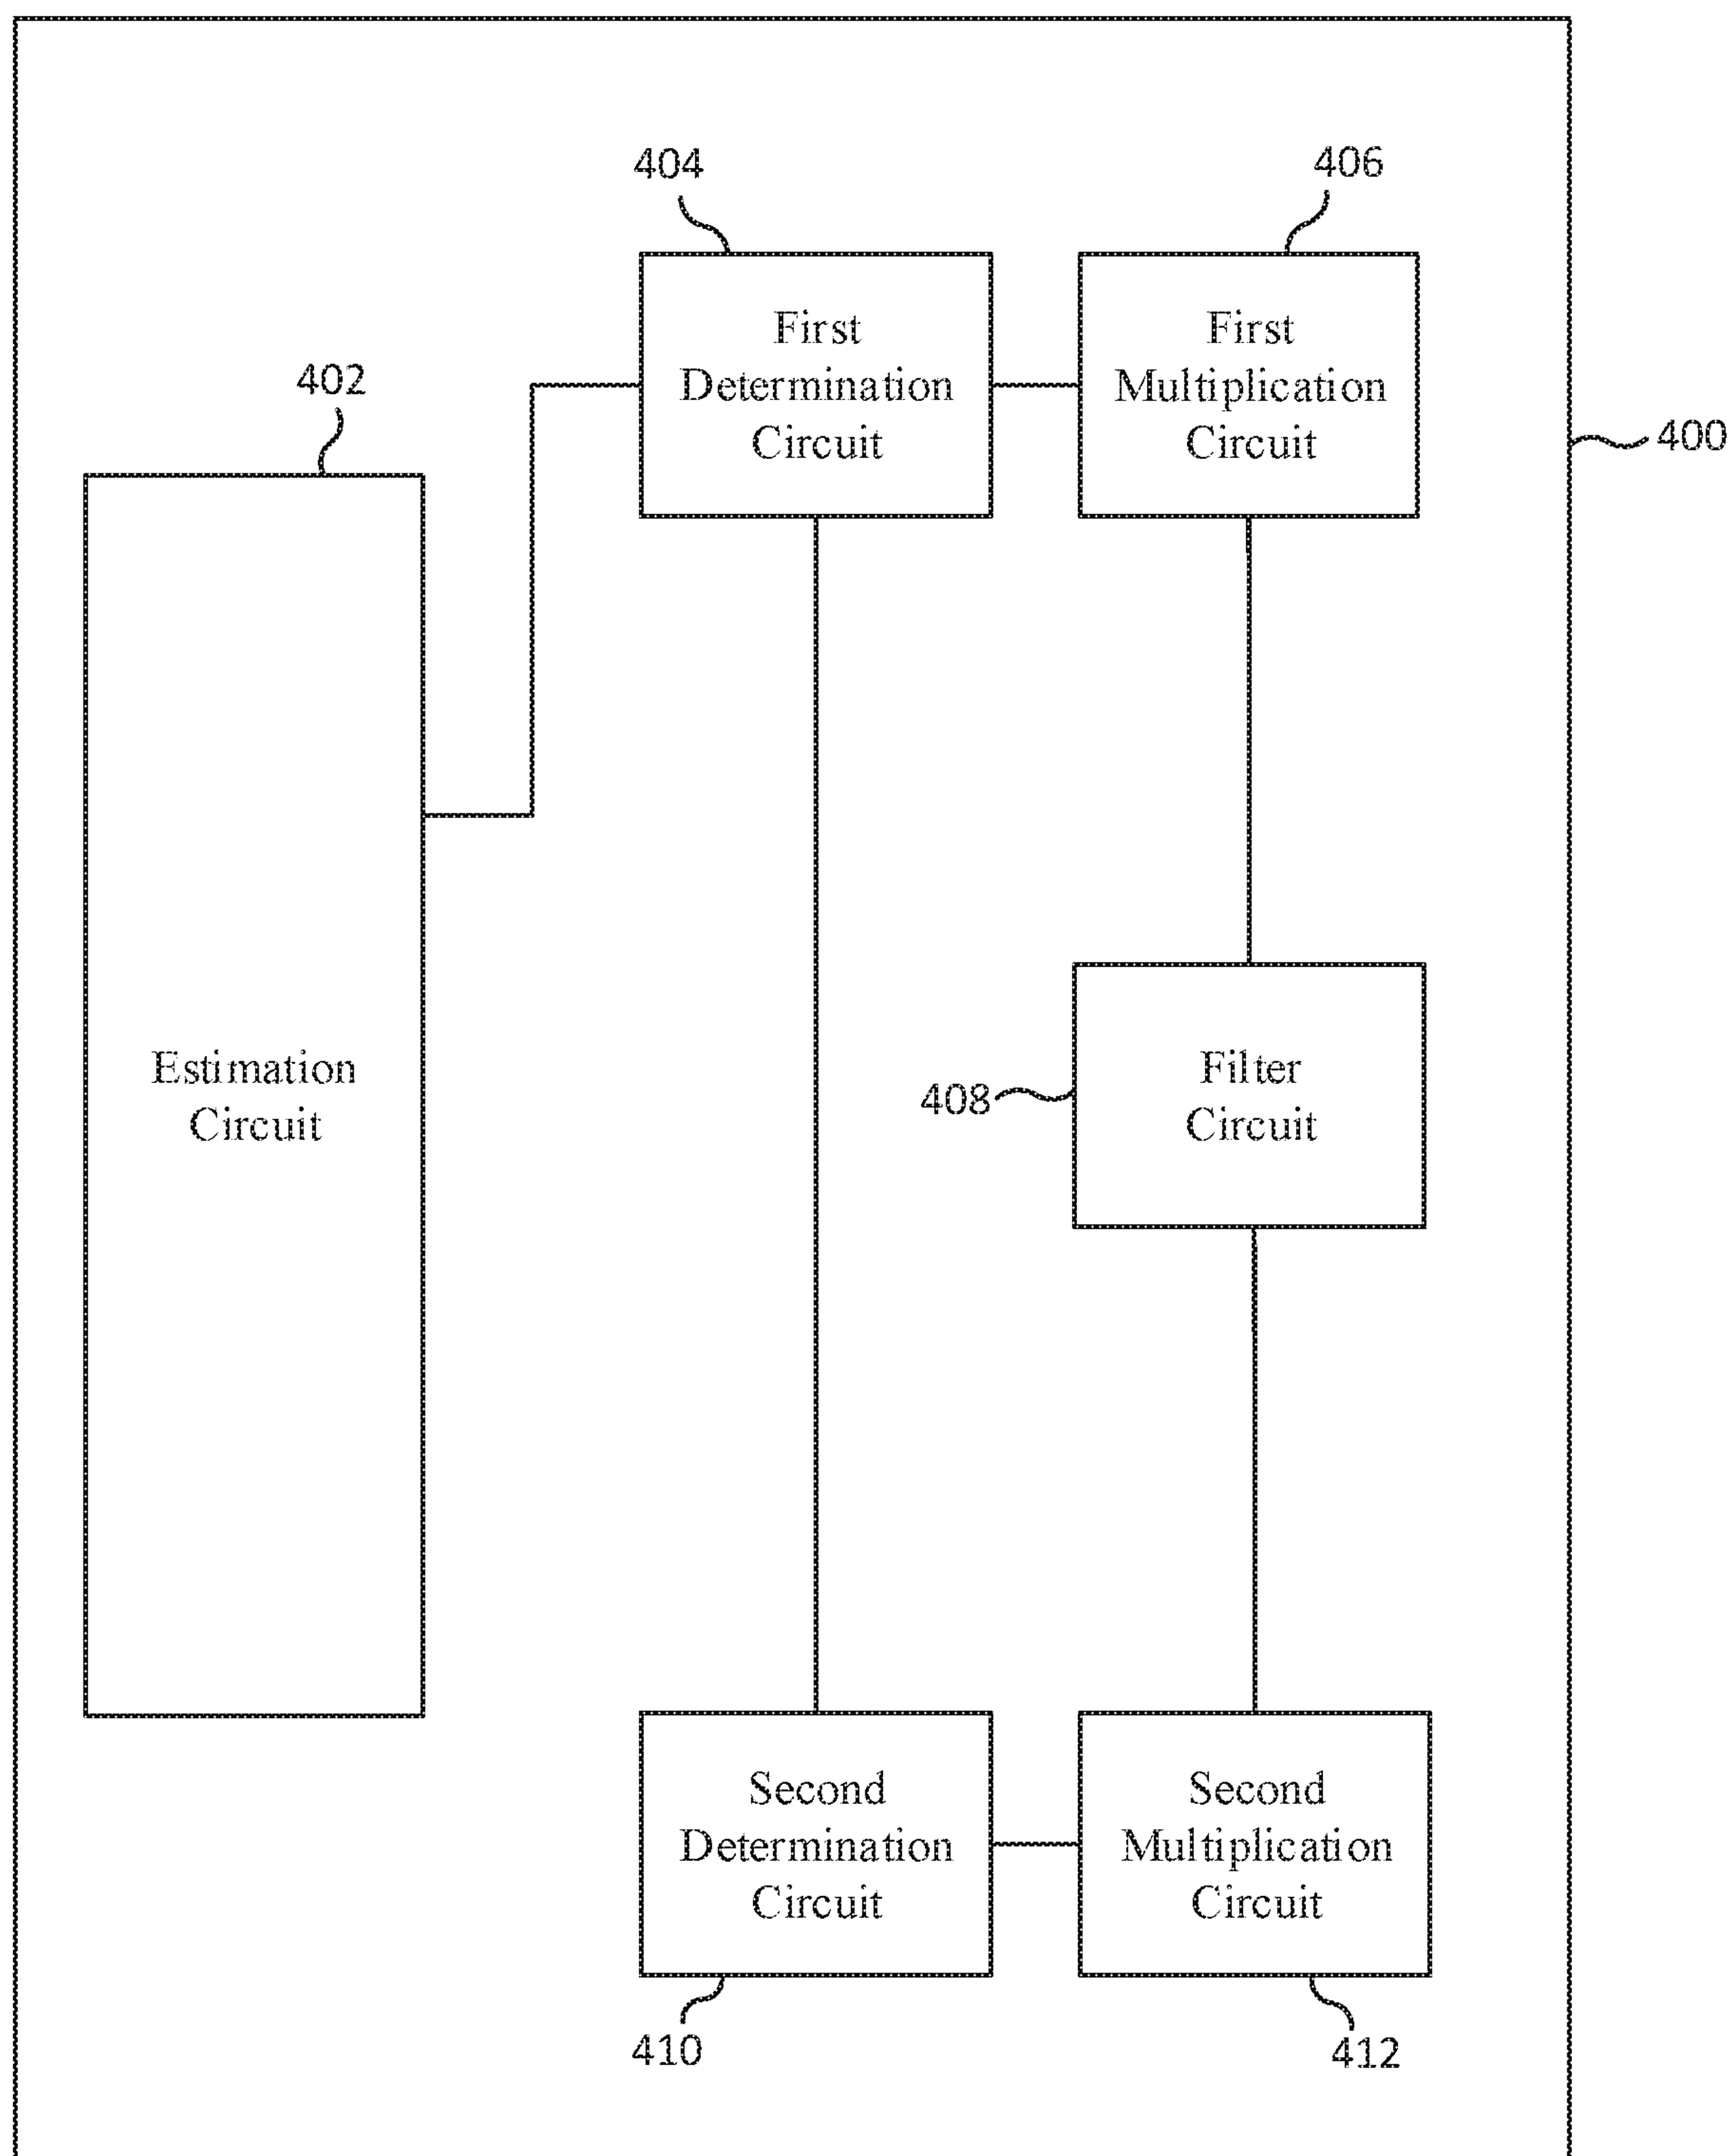 404
406
First
Determination
Circuit
First
Multiplication
Circuit
402
400
Estimation
Circuit
408
Filter
Circuit
Second
Determination
Circuit
Second
Multiplication
Circuit
410
412